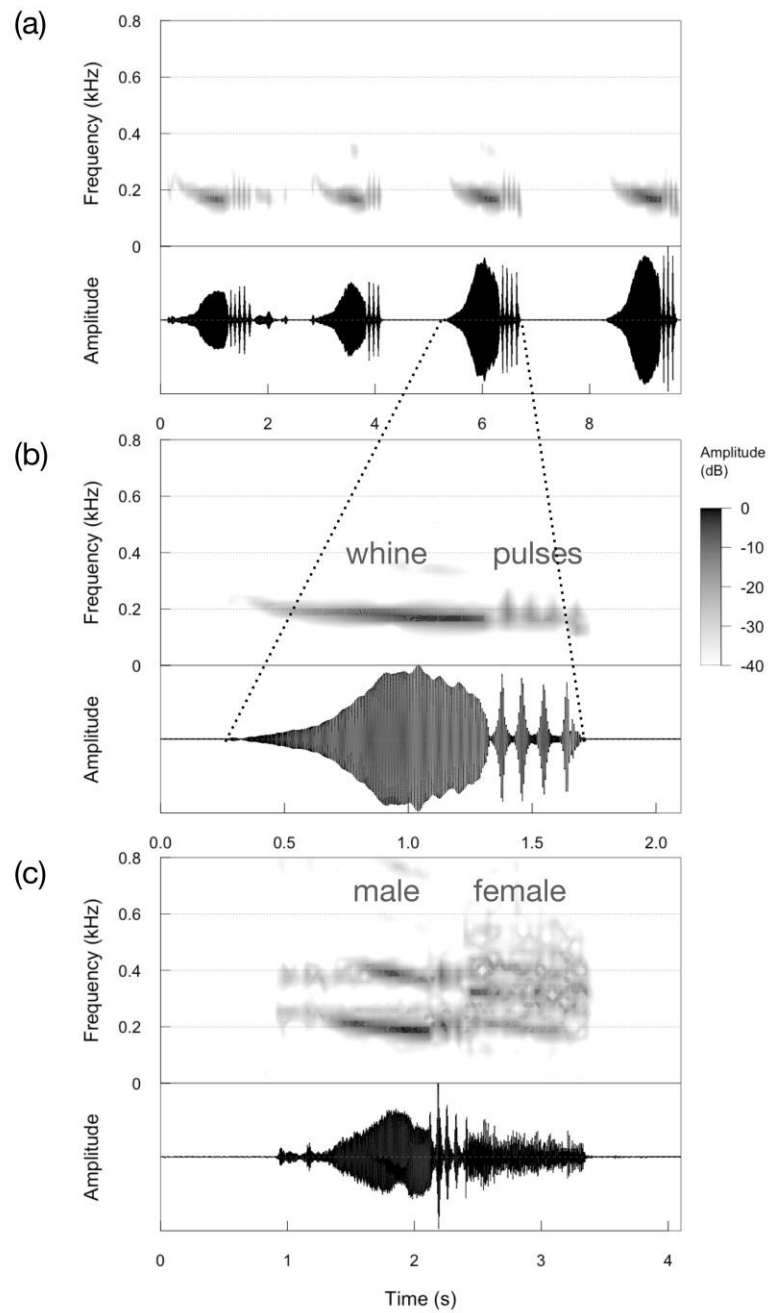 (a)
Frequency (kHz)
0.8
0.6
0.4
0.2
0
Amplitude
0 2 4 6 8
(b)
Frequency (kHz)
0.8
0.6
0.4
0.2
0
whine pulses
Amplitude
(dB)
0
-10
-20
-30
-40
Amplitude
0.0 0.5 1.0 1.5 2.0
(c)
Frequency (kHz)
0.8
0.6
0.4
0.2
0
male female
Amplitude
0 1 2 3 4
Time (s)